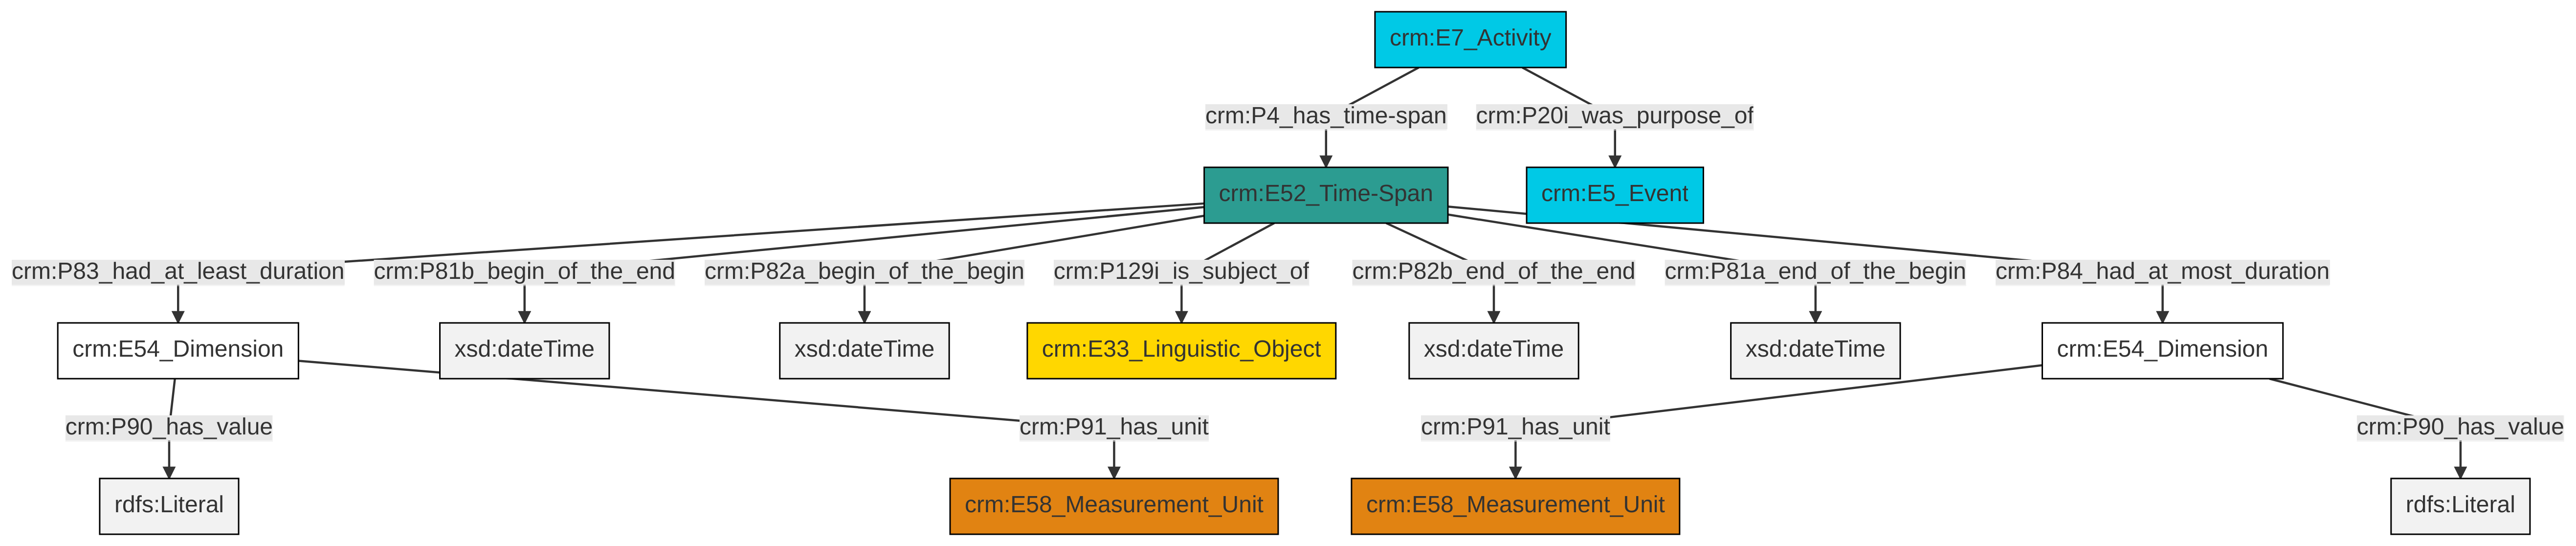 crm:E7_Activity
crm:P4_has_time-span
crm:P20i_was_purpose_of
crm:E52_Time-Span
crm:E5_Event
crm:P83_had_at_least_duration
crm:P81b_begin_of_the_end
crm:P82a_begin_of_the_begin
crm:P129i_is_subject_of
crm:P82b_end_of_the_end
crm:P81a_end_of_the_begin
crm:P84_had_at_most_duration
crm:E54_Dimension
xsd:dateTime
xsd:dateTime
crm:E33_Linguistic_Object
xsd:dateTime
xsd:dateTime
crm:E54_Dimension
crm:P90_has_value
crm:P91_has_unit
crm:P91_has_unit
crm:P90_has_value
rdfs:Literal
crm:E58_Measurement_Unit
crm:E58_Measurement_Unit
rdfs:Literal